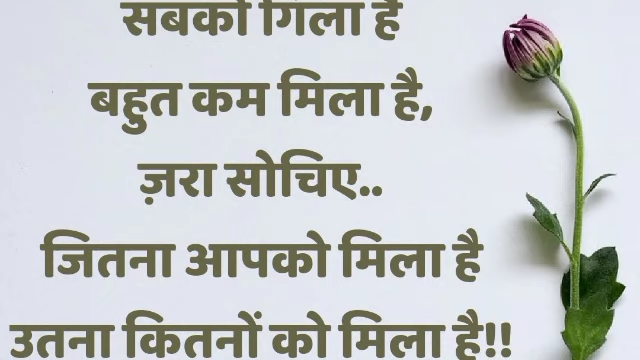 सबको गिला है
बहुत कम मिला है,
ज़रा सोचिए..
जितना आपको मिला है
उतना कितनों को मिला है!!